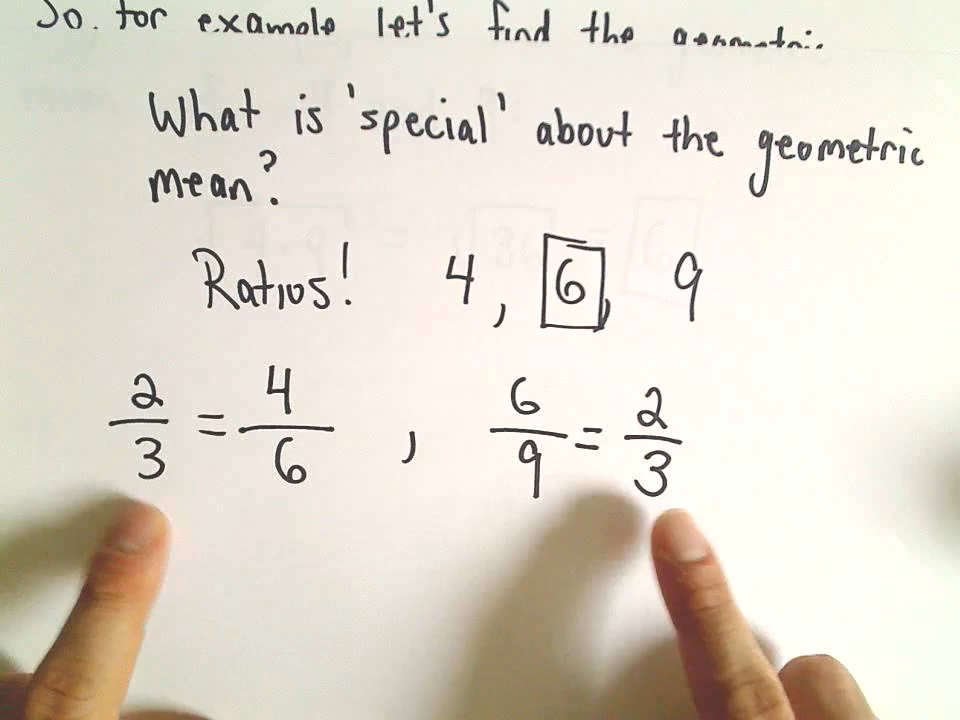 So. for example let's find the geometric
What is 'special' about the geometric
mean?
Ratios! 4, 6, 9
2/3 = 4/6 , 6/9 = 2/3